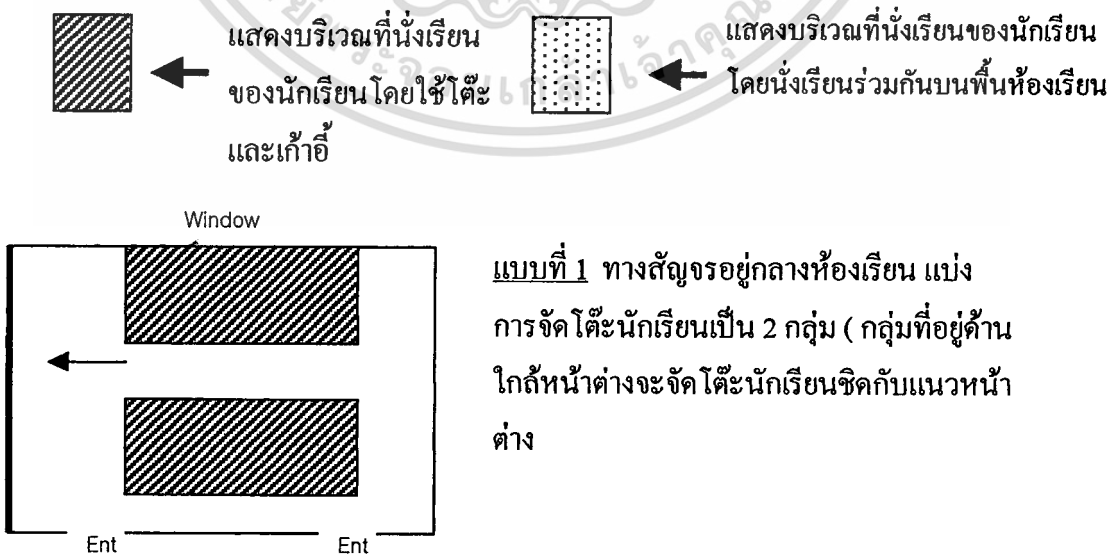 แสดงบริเวณที่นั่งเรียน
ของนักเรียนโดยใช้โต๊ะ
และเก้าอี้
แสดงบริเวณที่นั่งเรียนของนักเรียน
โดยนั่งเรียนร่วมกันบนพื้นห้องเรียน
Window
แบบที่ 1 ทางสัญจรอยู่กลางห้องเรียน แบ่ง
การจัดโต๊ะนักเรียนเป็น 2 กลุ่ม ( กลุ่มที่อยู่ด้าน
ใกล้หน้าต่างจะจัดโต๊ะนักเรียนชิดกับแนวหน้า
ต่าง
Ent
Ent